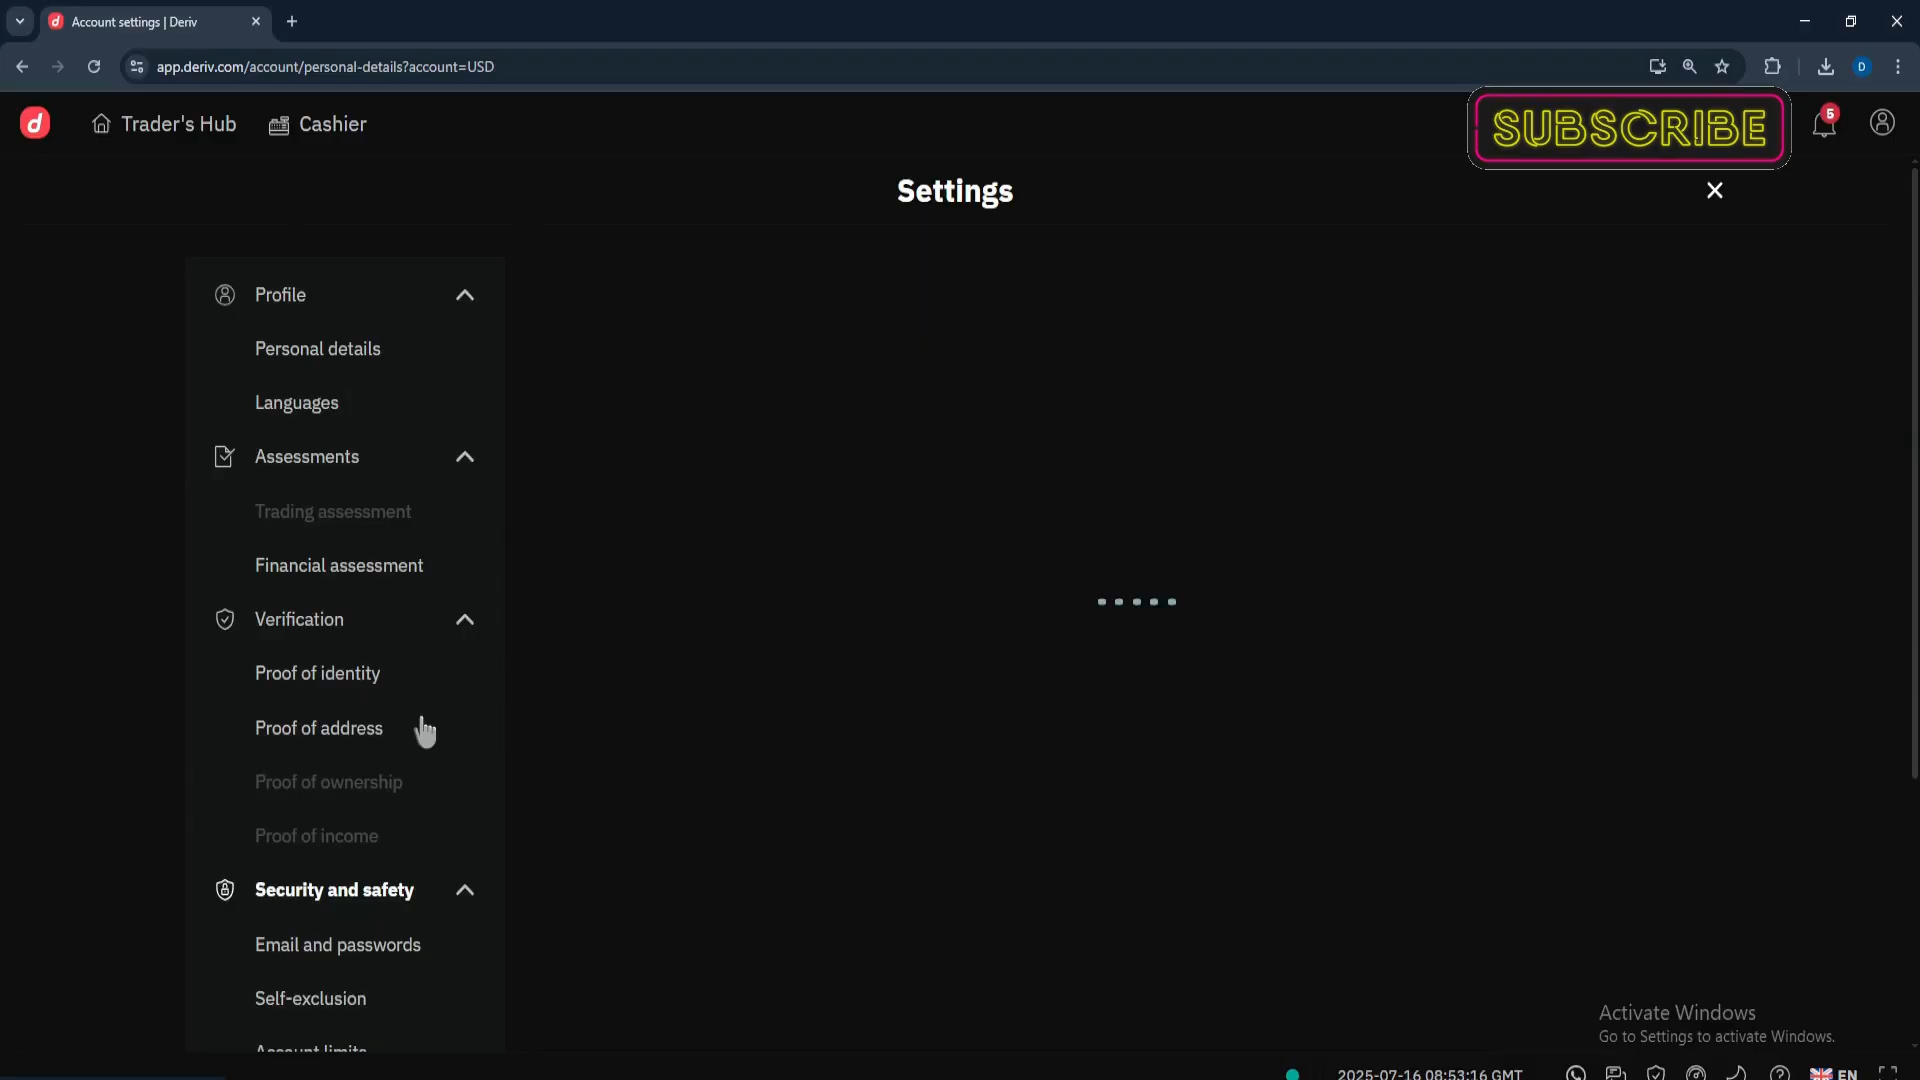 Account settings | Deriv
app.deriv.com/account/personal-details?account=USD
D
d
Trader's Hub
Cashier
SUBSCRIBE
5
Settings
Profile
Personal details
Languages
Assessments
Trading assessment
Financial assessment
Verification
Proof of identity
Proof of address
Proof of ownership
Proof of income
Security and safety
Email and passwords
Self-exclusion
Account limits
Activate Windows
Go to Settings to activate Windows.
2025-07-16 08:53:16 GMT
EN